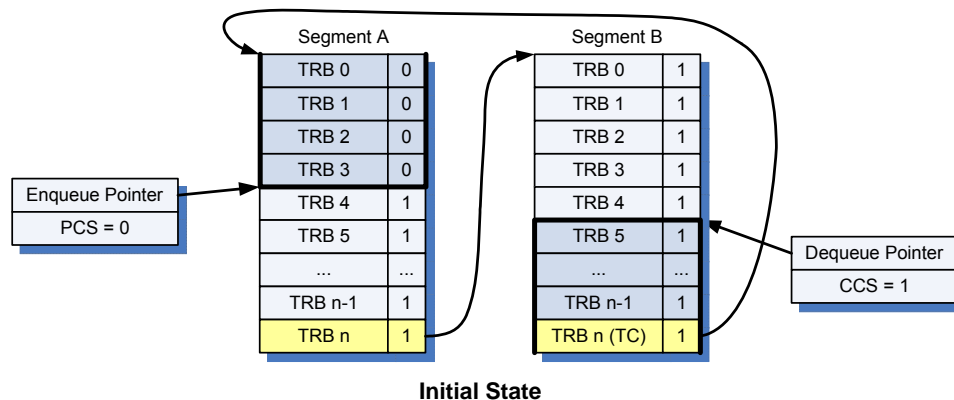 Segment A
Segment B
TRB 0 0
TRB 1 0
TRB 2 0
TRB 3 0
TRB 4 1
TRB 5 1
... ...
TRB n-1 1
TRB n 1
TRB 0 1
TRB 1 1
TRB 2 1
TRB 3 1
TRB 4 1
TRB 5 1
... ...
TRB n-1 1
TRB n (TC) 1
Enqueue Pointer
PCS = 0
Dequeue Pointer
CCS = 1
Initial State